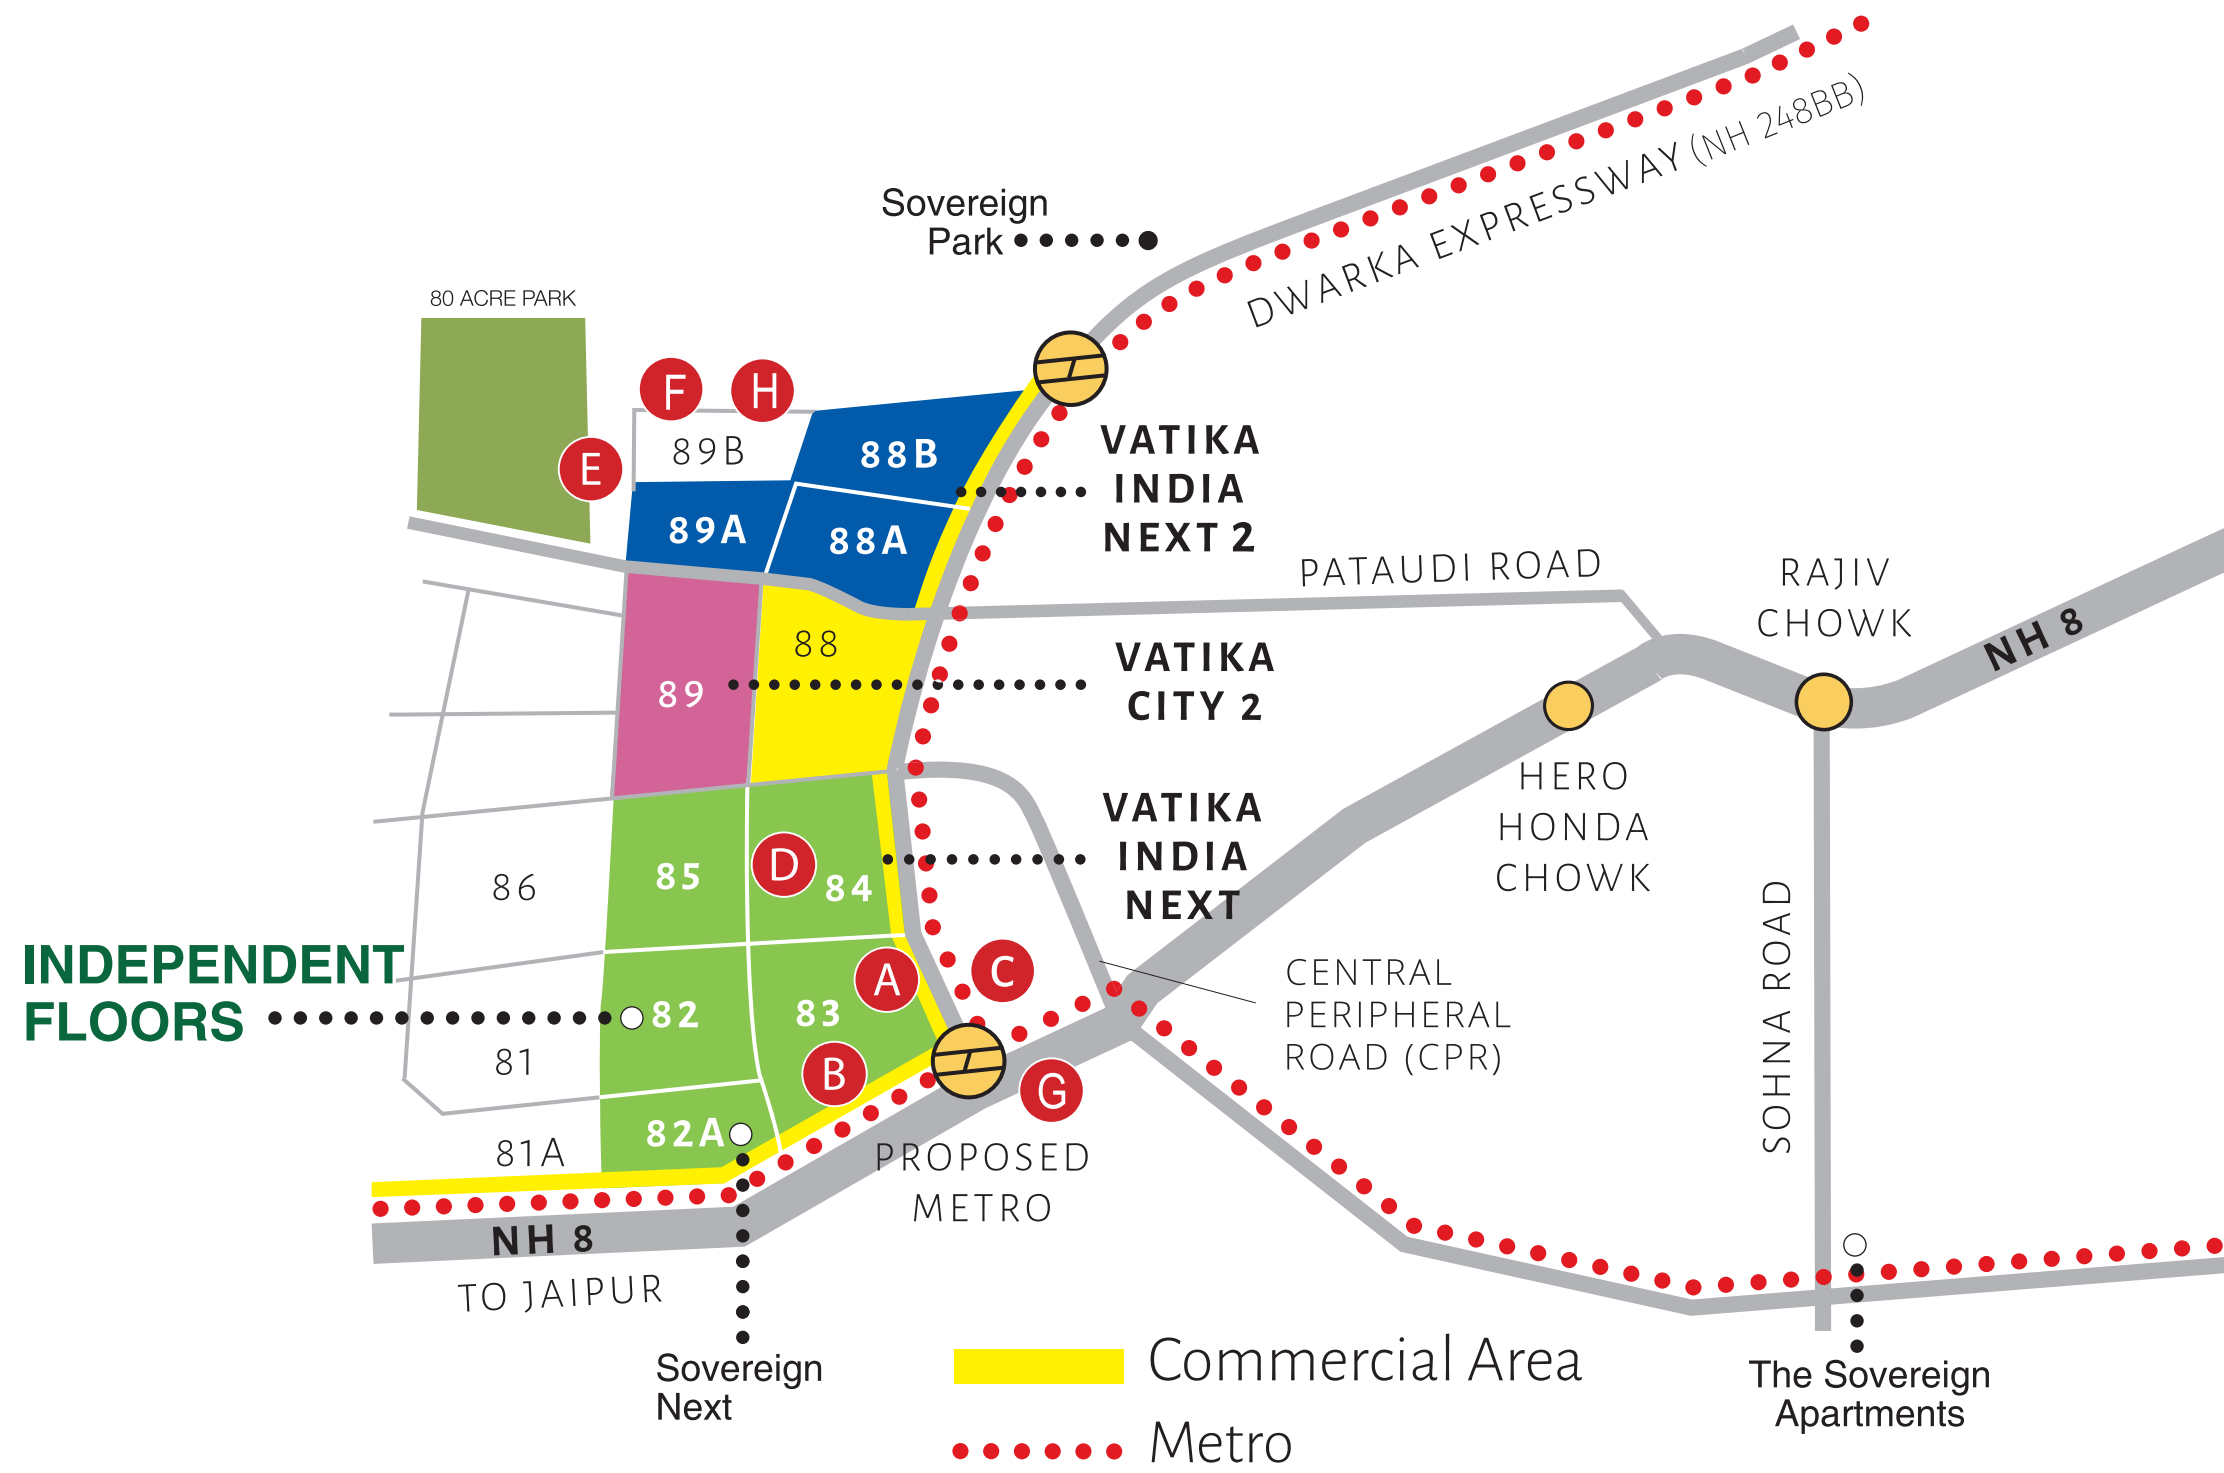 DWARKA EXPRESSWAY (NH 248BB)
Sovereign
Park
80 ACRE PARK
F
H
E
89B
88B
89A
88A
VATIKA
INDIA
NEXT 2
PATAUDI ROAD
RAJIV
CHOWK
NH 8
88
89
VATIKA
CITY 2
HERO
HONDA
CHOWK
VATIKA
INDIA
NEXT
86
85
D
84
INDEPENDENT
FLOORS
82
83
A
C
B
G
CENTRAL
PERIPHERAL
ROAD (CPR)
SOHNA ROAD
81
81A
82A
PROPOSED
METRO
NH 8
TO JAIPUR
Sovereign
Next
Commercial Area
Metro
The Sovereign
Apartments